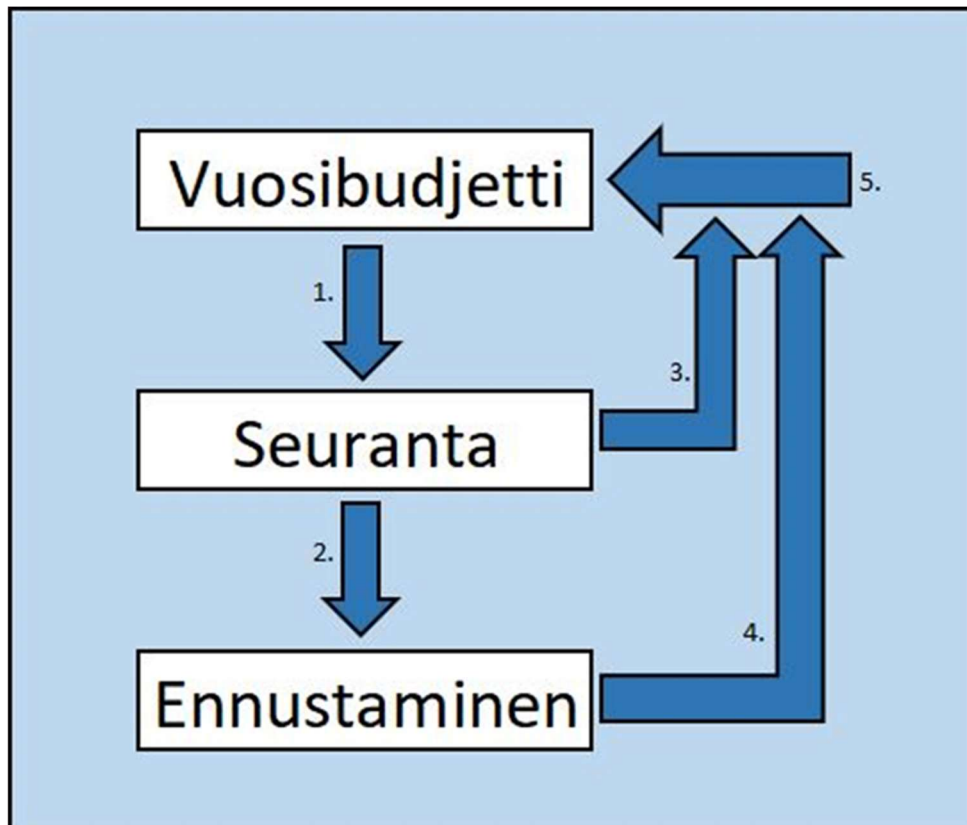 Vuosibudjetti
5.
1.
3.
Seuranta
2.
4.
Ennustaminen